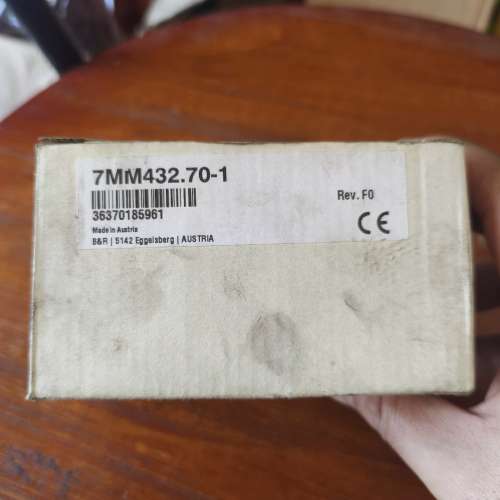 7MM432.70-1
36370185961
Rev. F0
Made in Austria
B&R | 5142 Eggelsberg | AUSTRIA
CE